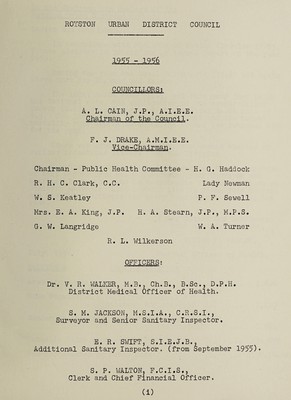 ROYSTON URBAN DISTRICT COUNCIL
1955 - 1956
COUNCILLORS:
A. L. CAIN, J.P., A.I.E.E.
Chairman of the Council.
F. J. DRAKE, A.M.I.E.E.
Vice-Chairman.
Chairman - Public Health Committee - H. G. Haddock
R. H. C. Clark, C.C. Lady Newman
W. S. Keatley P. F. Sewell
Mrs. E. A. King, J.P. H. A. Stearn, J.P., M.P.S.
G. W. Langridge W. A. Turner
R. L. Wilkerson
OFFICERS:
Dr. V. R. WALKER, M.B., Ch.B., B.Sc., D.P.H.
District Medical Officer of Health.
S. M. JACKSON, M.S.I.A., C.R.S.I.,
Surveyor and Senior Sanitary Inspector.
E. R. SWIFT, S.I.E.J.B.,
Additional Sanitary Inspector. (from September 1955).
S. P. WALTON, F.C.I.S.,
Clerk and Chief Financial Officer.
(1)